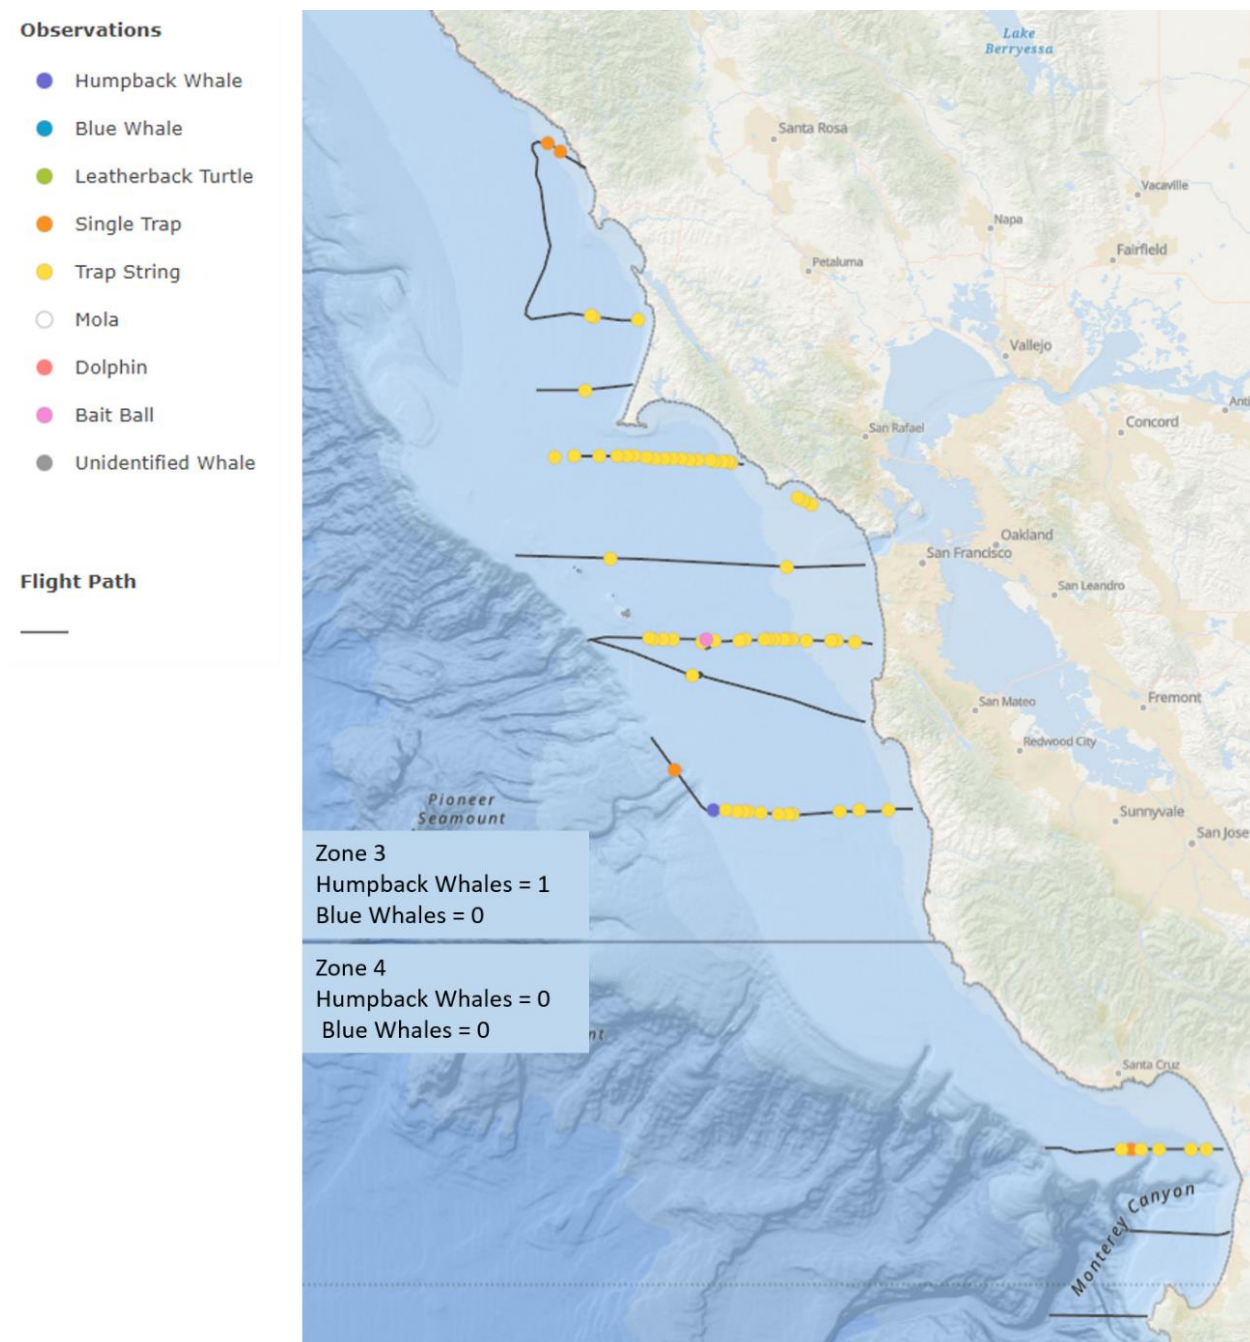 Observations
Humpback Whale
Blue Whale
Leatherback Turtle
Single Trap
Trap String
Mola
Dolphin
Bait Ball
Unidentified Whale
Flight Path
Lake
Berryessa
Santa Rosa
Vacaville
Napa
Fairfield
Petaluma
Vallejo
Anti
Concord
San Rafael
Oakland
San Francisco
San Leandro
San Mateo
Fremont
Redwood City
Pioneer
Seamount
Sunnyvale
San Jose
Zone 3
Humpback Whales = 1
Blue Whales = 0
Zone 4
Humpback Whales = 0
Blue Whales = 0
nt
Santa Cruz
Monterey Canyon